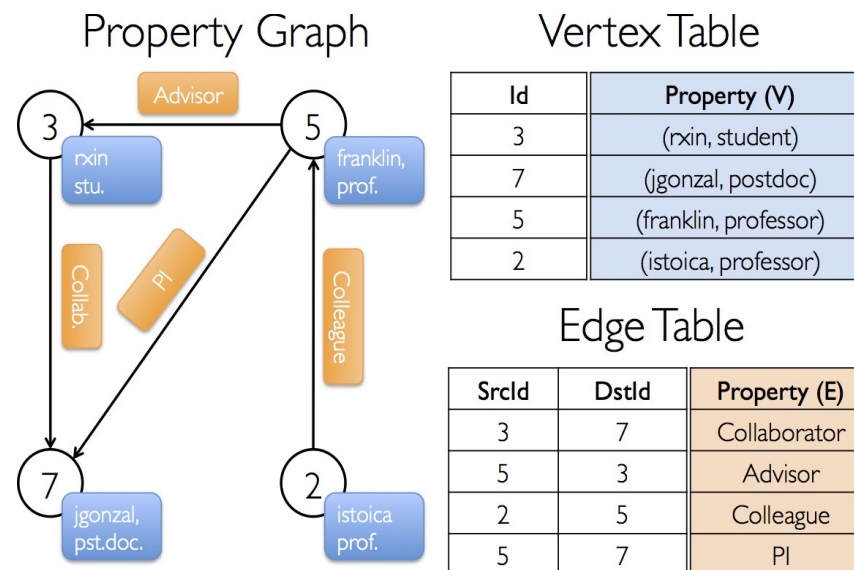 Property Graph
Advisor
3
5
rxin
stu.
franklin,
prof.
Collab.
PI
Colleague
7
2
jgonzal,
pst.doc.
istoica
prof.
Vertex Table
Id Property (V)
3 (rxin, student)
7 (jgonzal, postdoc)
5 (franklin, professor)
2 (istoica, professor)
Edge Table
SrcId DstId Property (E)
3 7 Collaborator
5 3 Advisor
2 5 Colleague
5 7 PI